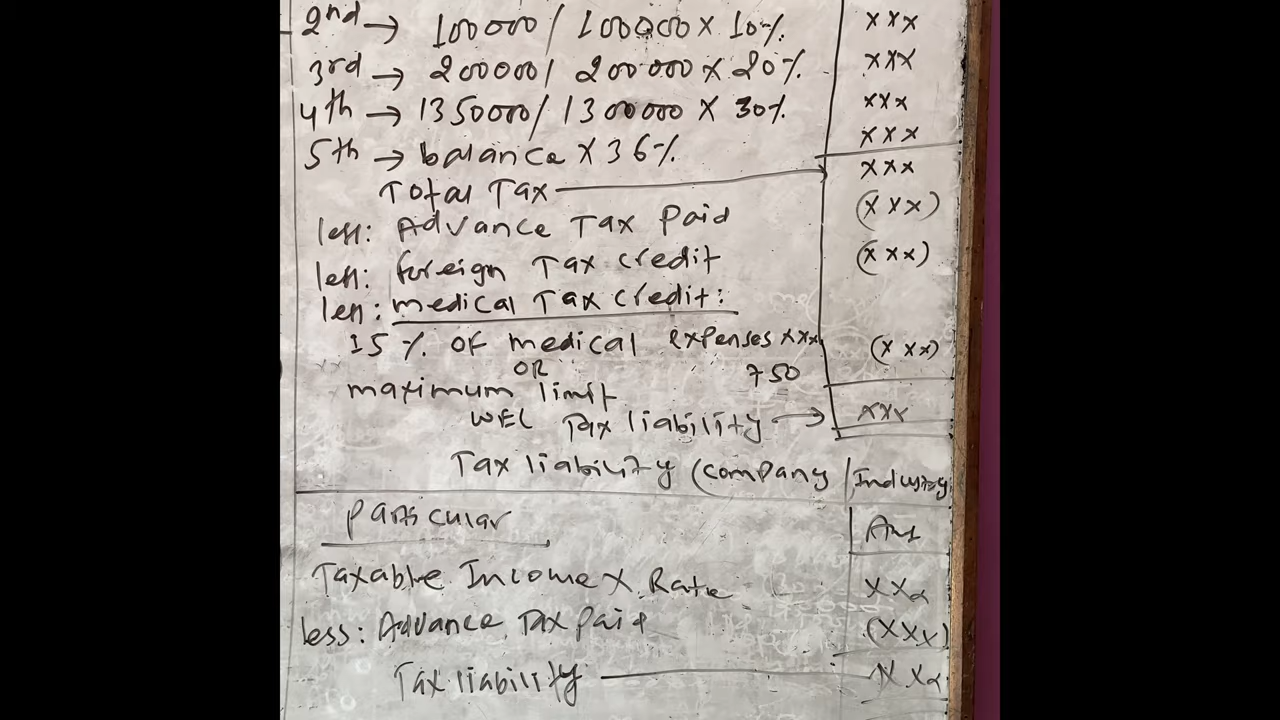 2nd → 100000 / 100000 x 10% xxx
3rd → 200000 / 200000 x 20% xxx
4th → 1350000 / 1300000 x 30% xxx
5th → balance x 36% xxx
Total Tax xxx
less: Advance Tax Paid (xxx)
less: foreign Tax credit (xxx)
less: medical Tax credit:
15% of medical expenses xxx
OR (xxx)
maximum limit 750
WEL Tax liability → xxx
Tax liability (company / Industry
Particular Amt
Taxable Income x Rate xxx
less: Advance Tax Paid (xxx)
Tax liability xxx